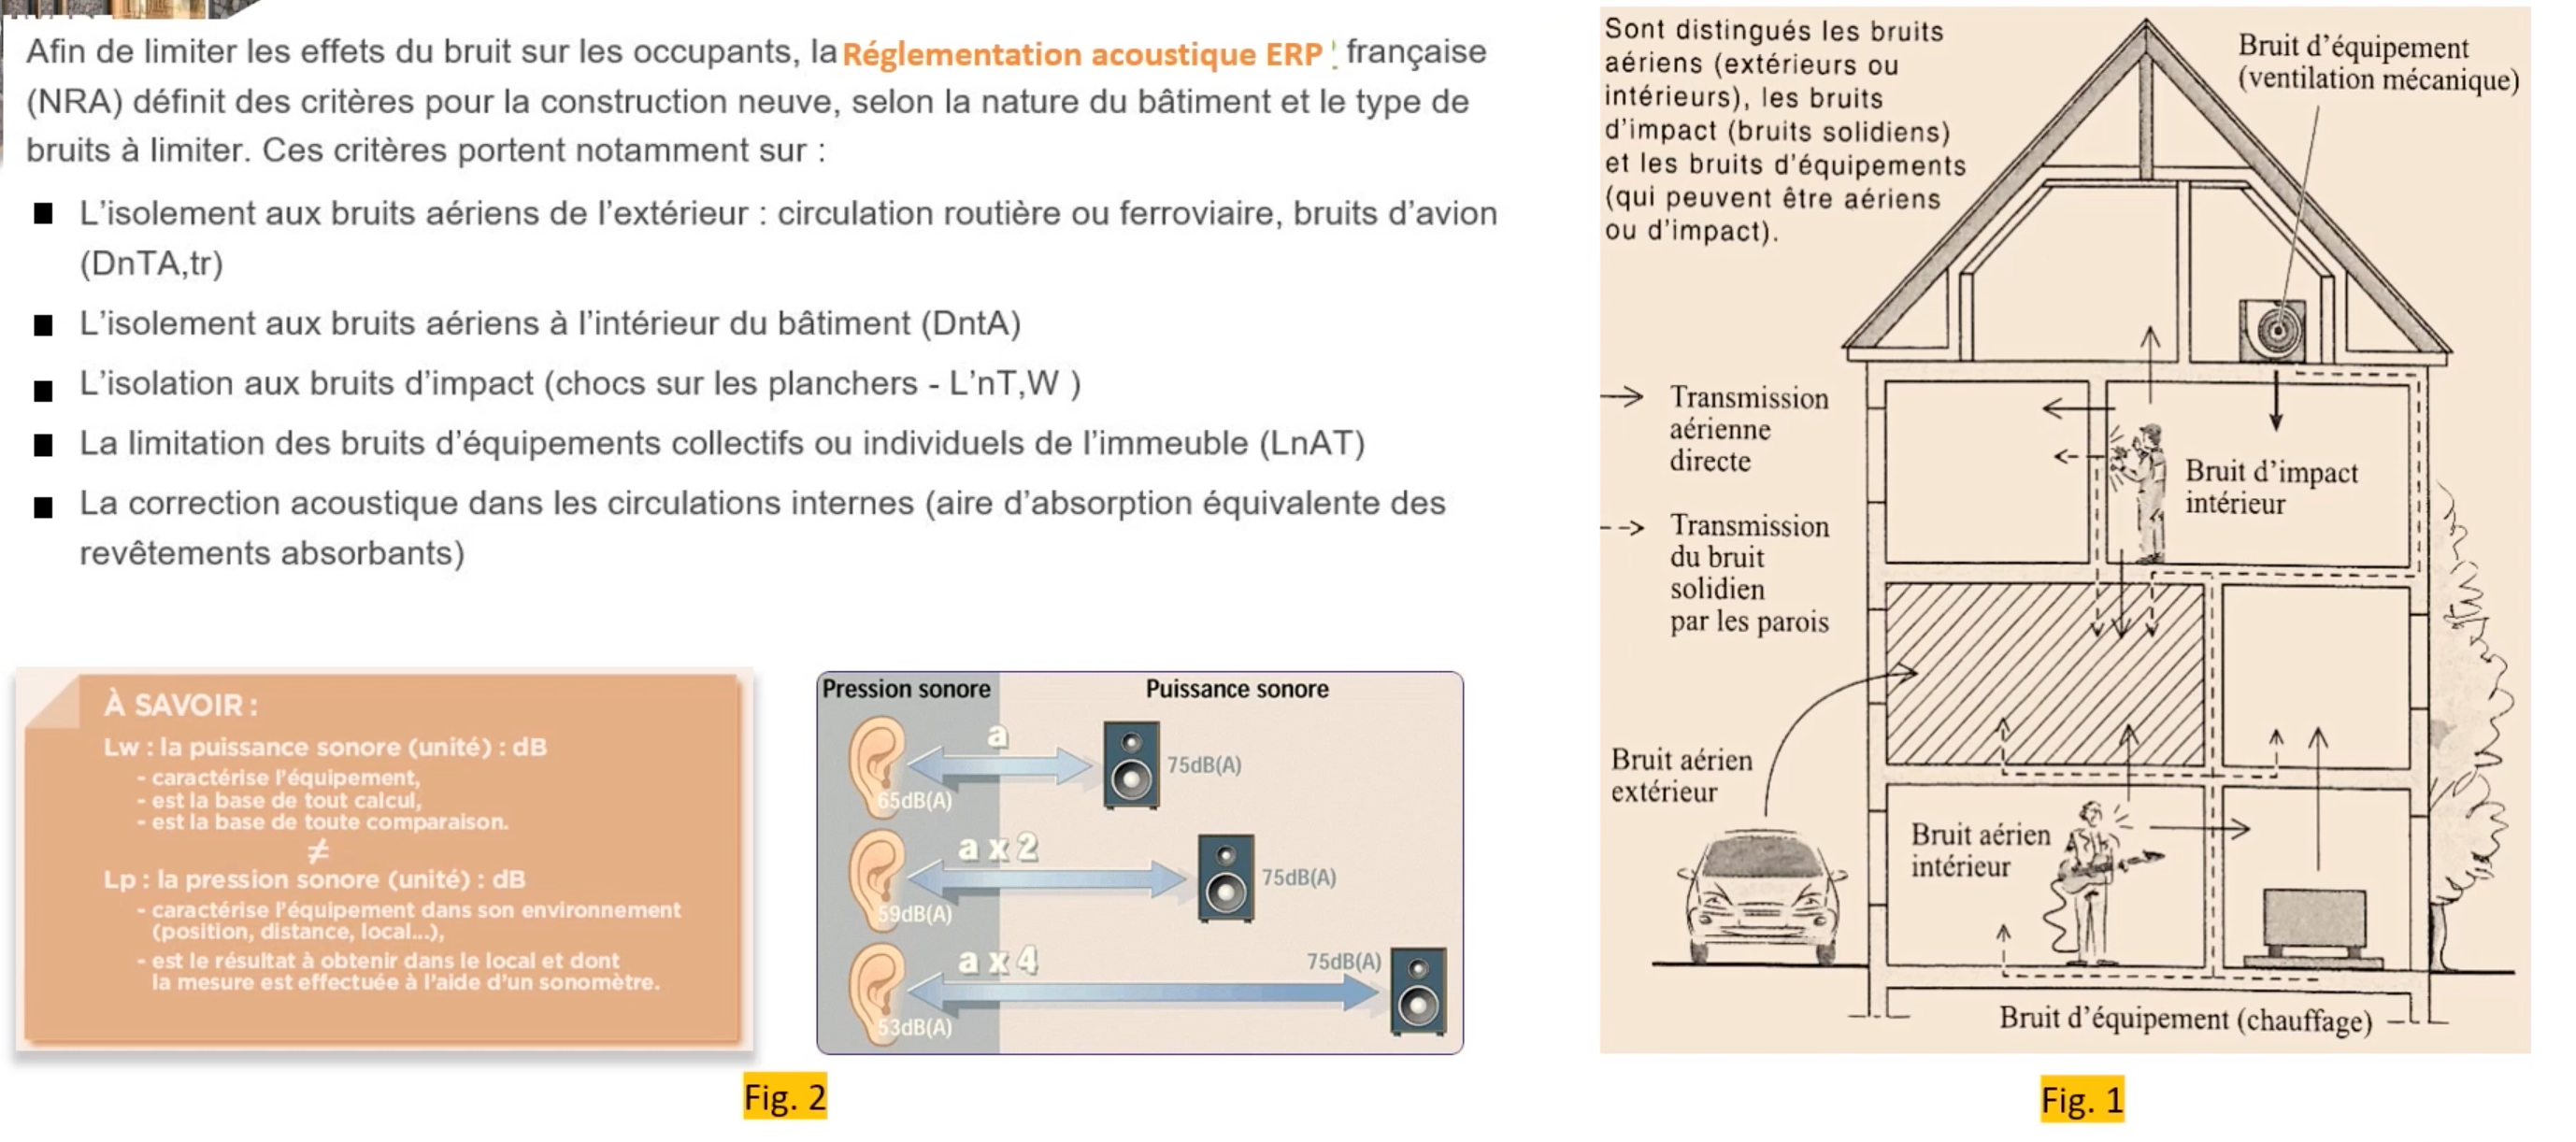 Afin de limiter les effets du bruit sur les occupants, la Réglementation acoustique ERP française
(NRA) définit des critères pour la construction neuve, selon la nature du bâtiment et le type de
bruits à limiter. Ces critères portent notamment sur :
■ L'isolement aux bruits aériens de l'extérieur : circulation routière ou ferroviaire, bruits d'avion
(DnTA,tr)
■ L'isolement aux bruits aériens à l'intérieur du bâtiment (DntA)
■ L'isolation aux bruits d'impact (chocs sur les planchers - L'nT,W )
■ La limitation des bruits d'équipements collectifs ou individuels de l'immeuble (LnAT)
■ La correction acoustique dans les circulations internes (aire d'absorption équivalente des
revêtements absorbants)
À SAVOIR :
Lw : la puissance sonore (unité) : dB
- caractérise l'équipement,
- est la base de tout calcul,
- est la base de toute comparaison.
≠
Lp : la pression sonore (unité) : dB
- caractérise l'équipement dans son environnement
(position, distance, local...),
- est le résultat à obtenir dans le local et dont
la mesure est effectuée à l'aide d'un sonomètre.
Pression sonore
Puissance sonore
a
65dB(A)
75dB(A)
a x 2
59dB(A)
75dB(A)
a x 4
53dB(A)
75dB(A)
Fig. 2
Sont distingués les bruits
aériens (extérieurs ou
intérieurs), les bruits
d'impact (bruits solidiens)
et les bruits d'équipements
(qui peuvent être aériens
ou d'impact).
Bruit d'équipement
(ventilation mécanique)
Transmission
aérienne
directe
Transmission
du bruit
solidien
par les parois
Bruit d'impact
intérieur
Bruit aérien
extérieur
Bruit aérien
intérieur
Bruit d'équipement (chauffage)
Fig. 1